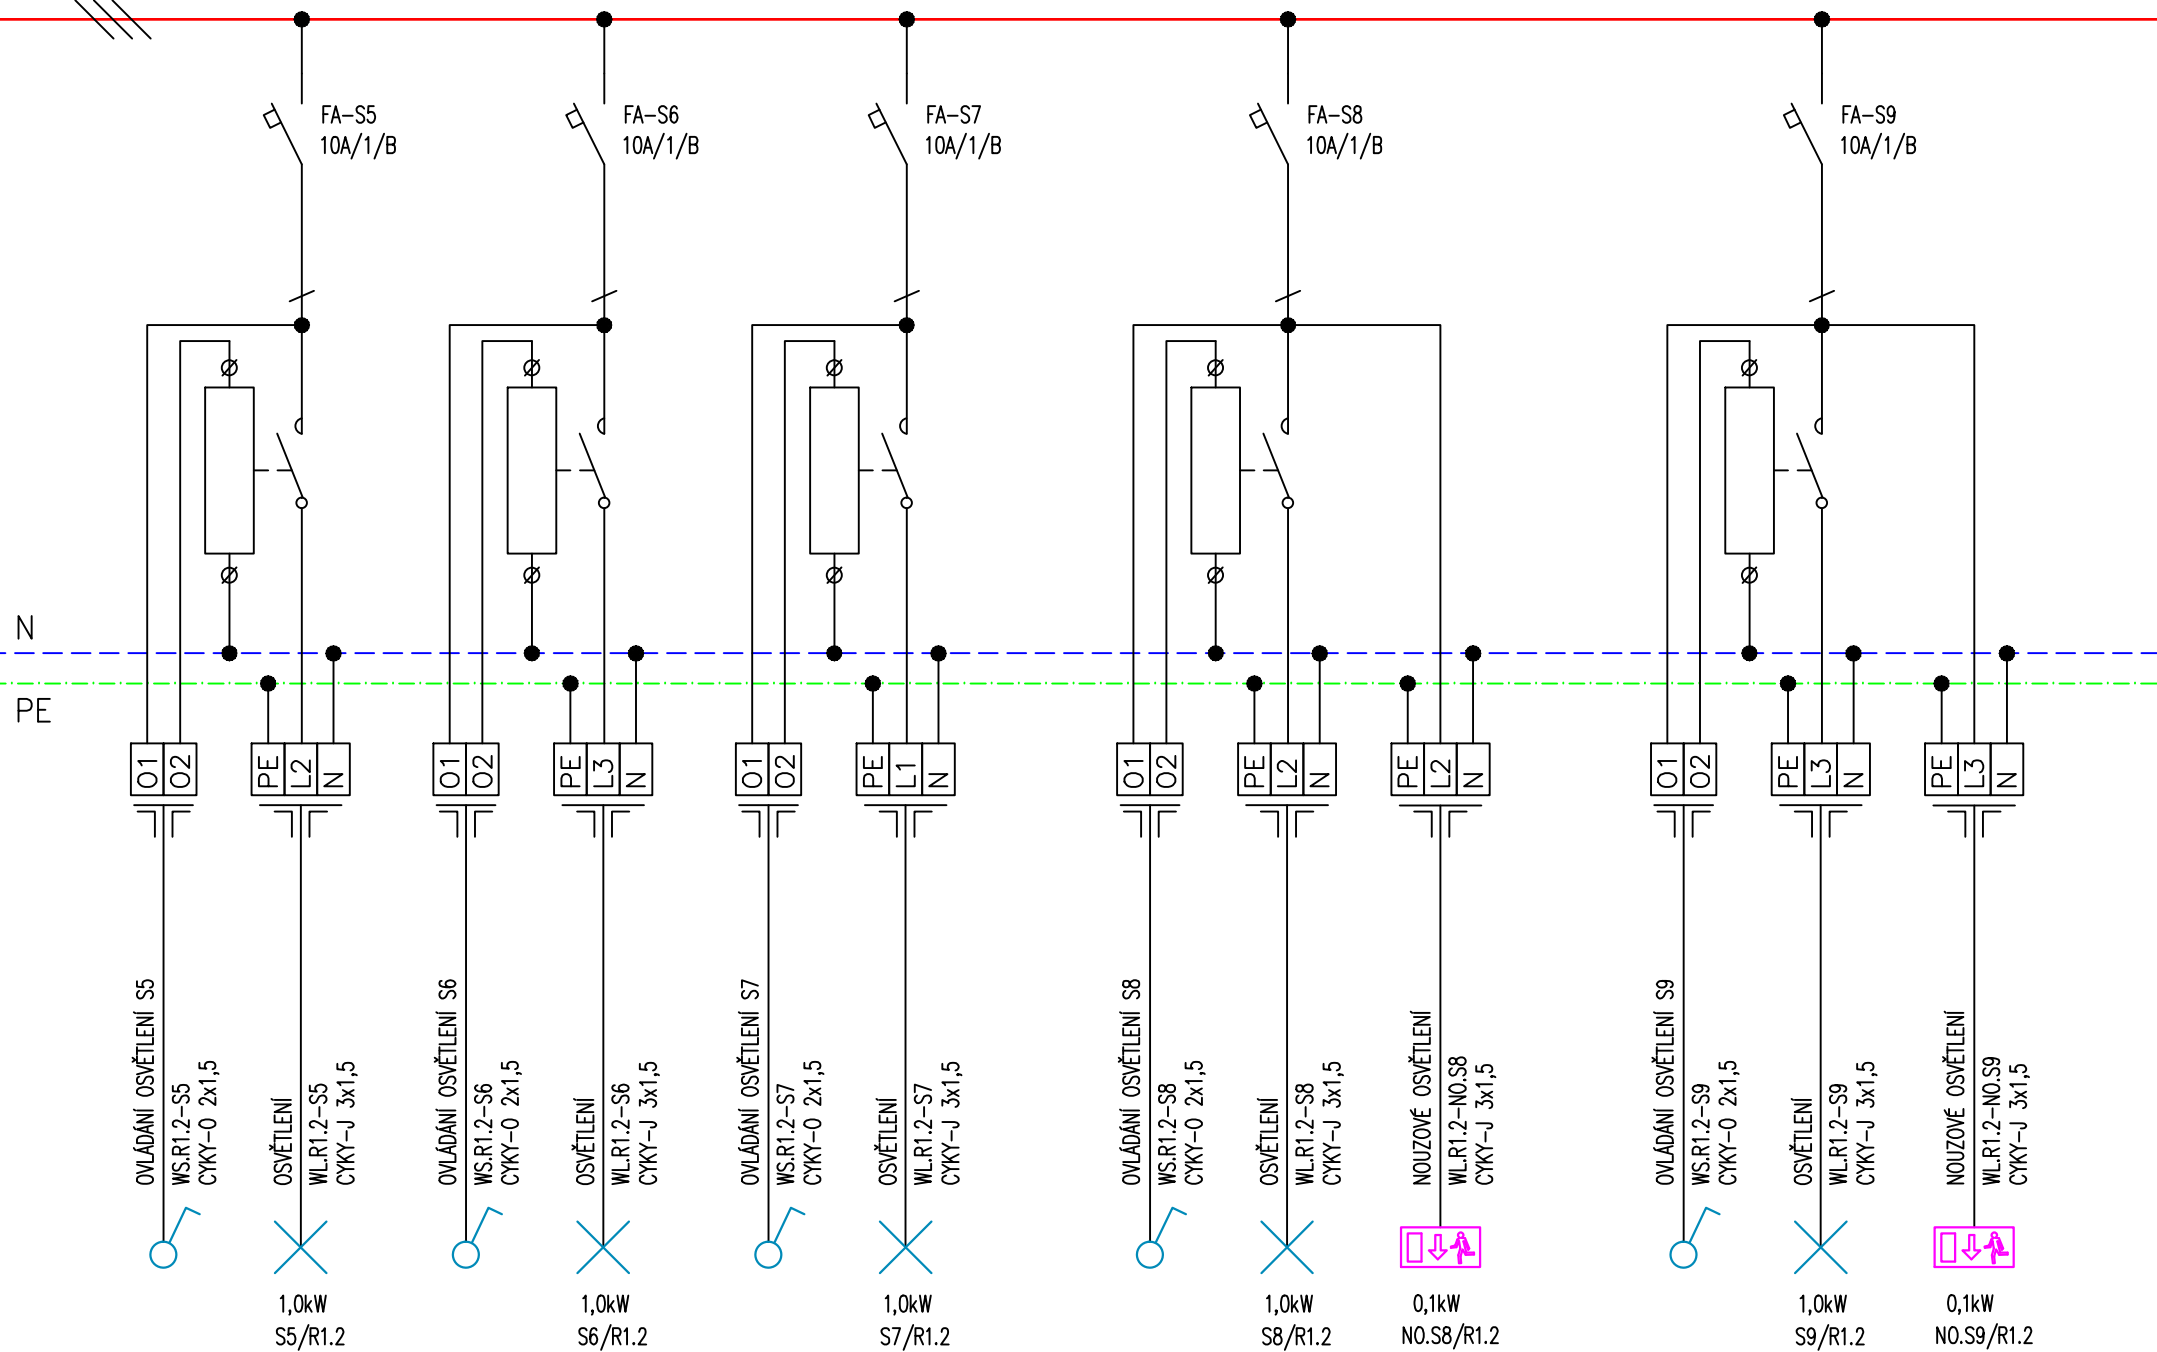 FA-S5
10A/1/B
FA-S6
10A/1/B
FA-S7
10A/1/B
FA-S8
10A/1/B
FA-S9
10A/1/B
N
PE
O1 O2 PE L2 N
O1 O2 PE L3 N
O1 O2 PE L1 N
O1 O2 PE L2 N PE L2 N
O1 O2 PE L3 N PE L3 N
OVLÁDÁNÍ OSVĚTLENÍ S5
WS.R1.2-S5
CYKY-O 2x1,5
OSVĚTLENÍ
WL.R1.2-S5
CYKY-J 3x1,5
OVLÁDÁNÍ OSVĚTLENÍ S6
WS.R1.2-S6
CYKY-O 2x1,5
OSVĚTLENÍ
WL.R1.2-S6
CYKY-J 3x1,5
OVLÁDÁNÍ OSVĚTLENÍ S7
WS.R1.2-S7
CYKY-O 2x1,5
OSVĚTLENÍ
WL.R1.2-S7
CYKY-J 3x1,5
OVLÁDÁNÍ OSVĚTLENÍ S8
WS.R1.2-S8
CYKY-O 2x1,5
OSVĚTLENÍ
WL.R1.2-S8
CYKY-J 3x1,5
NOUZOVÉ OSVĚTLENÍ
WL.R1.2-NO.S8
CYKY-J 3x1,5
OVLÁDÁNÍ OSVĚTLENÍ S9
WS.R1.2-S9
CYKY-O 2x1,5
OSVĚTLENÍ
WL.R1.2-S9
CYKY-J 3x1,5
NOUZOVÉ OSVĚTLENÍ
WL.R1.2-NO.S9
CYKY-J 3x1,5
1,0kW
S5/R1.2
1,0kW
S6/R1.2
1,0kW
S7/R1.2
1,0kW
S8/R1.2
0,1kW
NO.S8/R1.2
1,0kW
S9/R1.2
0,1kW
NO.S9/R1.2